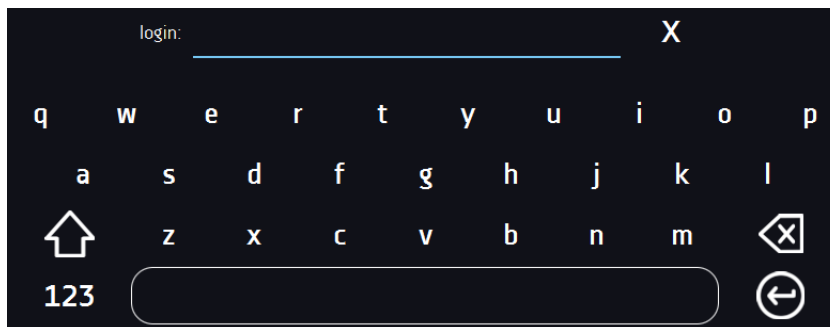 login: X
q w e r t y u i o p
a s d f g h j k l
z x c v b n m
123